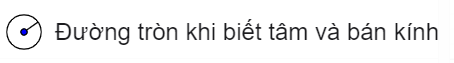 Đường tròn khi biết tâm và bán kính